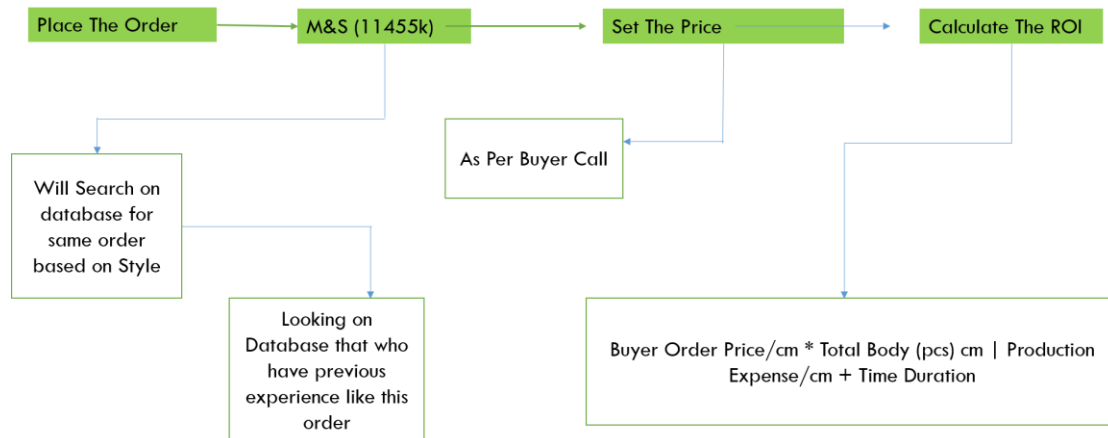 Place The Order
M&S (11455k)
Set The Price
Calculate The ROI
As Per Buyer Call
Will Search on
database for
same order
based on Style
Looking on
Database that who
have previous
experience like this
order
Buyer Order Price/cm * Total Body (pcs) cm | Production
Expense/cm + Time Duration